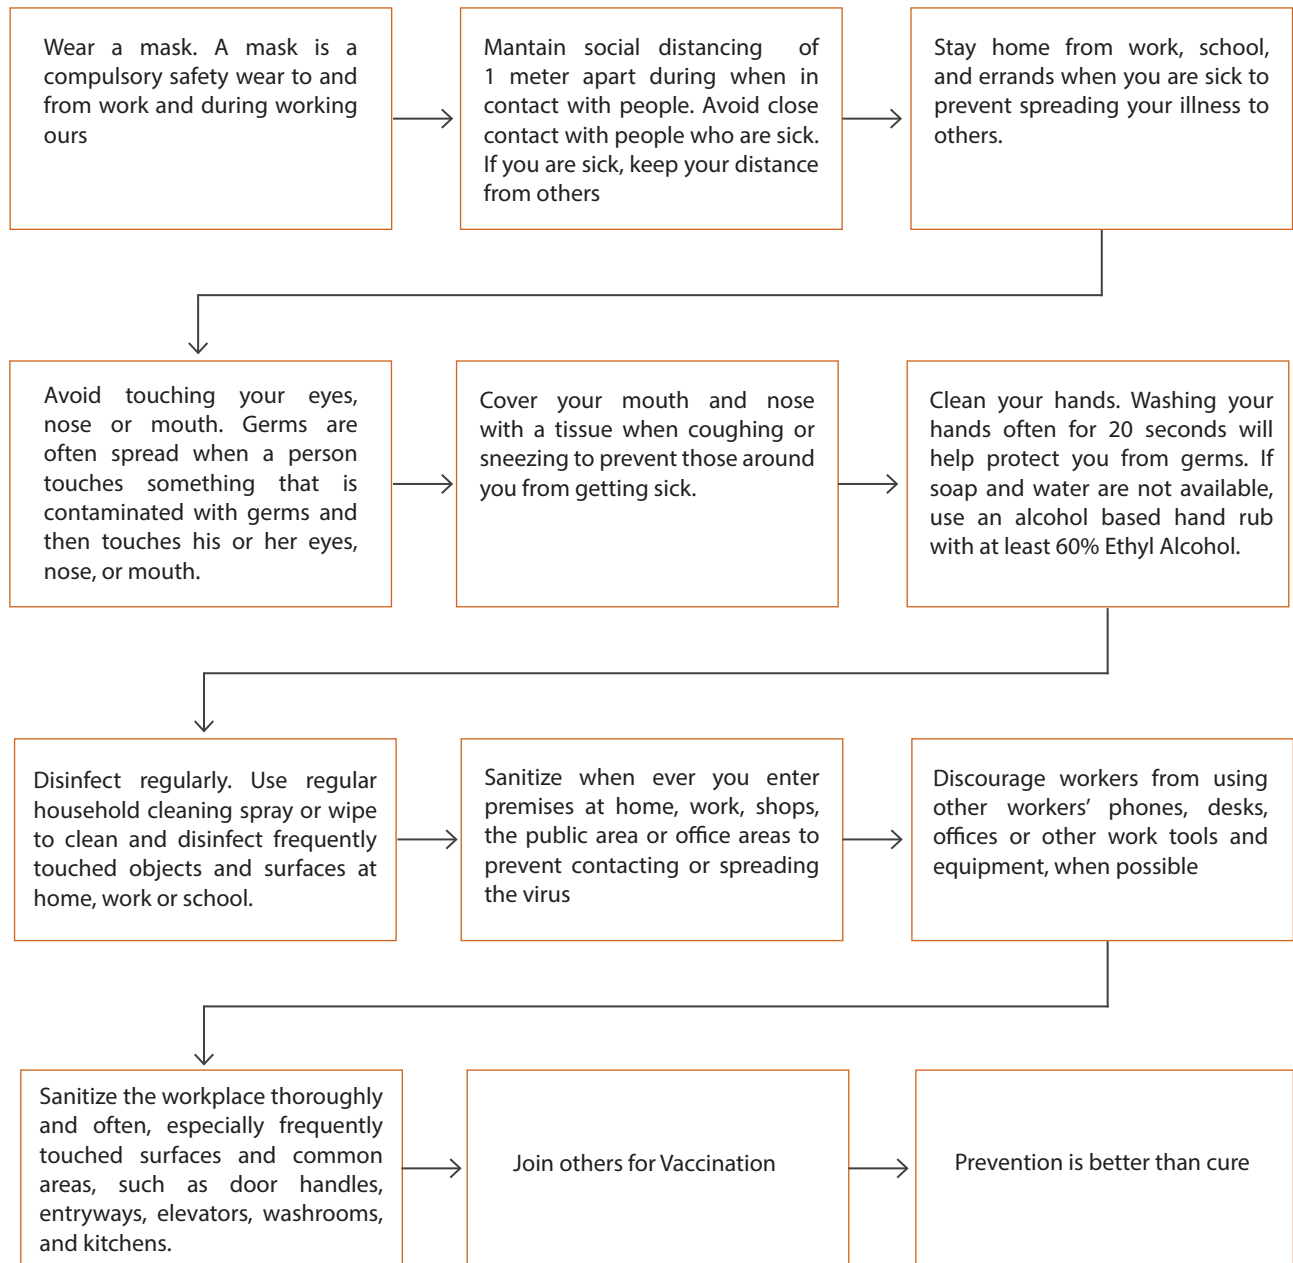 Wear a mask. A mask is a
compulsory safety wear to and
from work and during working
ours
Mantain social distancing of
1 meter apart during when in
contact with people. Avoid close
contact with people who are sick.
If you are sick, keep your distance
from others
Stay home from work, school,
and errands when you are sick to
prevent spreading your illness to
others.
Avoid touching your eyes,
nose or mouth. Germs are
often spread when a person
touches something that is
contaminated with germs and
then touches his or her eyes,
nose, or mouth.
Cover your mouth and nose
with a tissue when coughing or
sneezing to prevent those around
you from getting sick.
Clean your hands. Washing your
hands often for 20 seconds will
help protect you from germs. If
soap and water are not available,
use an alcohol based hand rub
with at least 60% Ethyl Alcohol.
Disinfect regularly. Use regular
household cleaning spray or wipe
to clean and disinfect frequently
touched objects and surfaces at
home, work or school.
Sanitize when ever you enter
premises at home, work, shops,
the public area or office areas to
prevent contacting or spreading
the virus
Discourage workers from using
other workers’ phones, desks,
offices or other work tools and
equipment, when possible
Sanitize the workplace thoroughly
and often, especially frequently
touched surfaces and common
areas, such as door handles,
entryways, elevators, washrooms,
and kitchens.
Join others for Vaccination
Prevention is better than cure